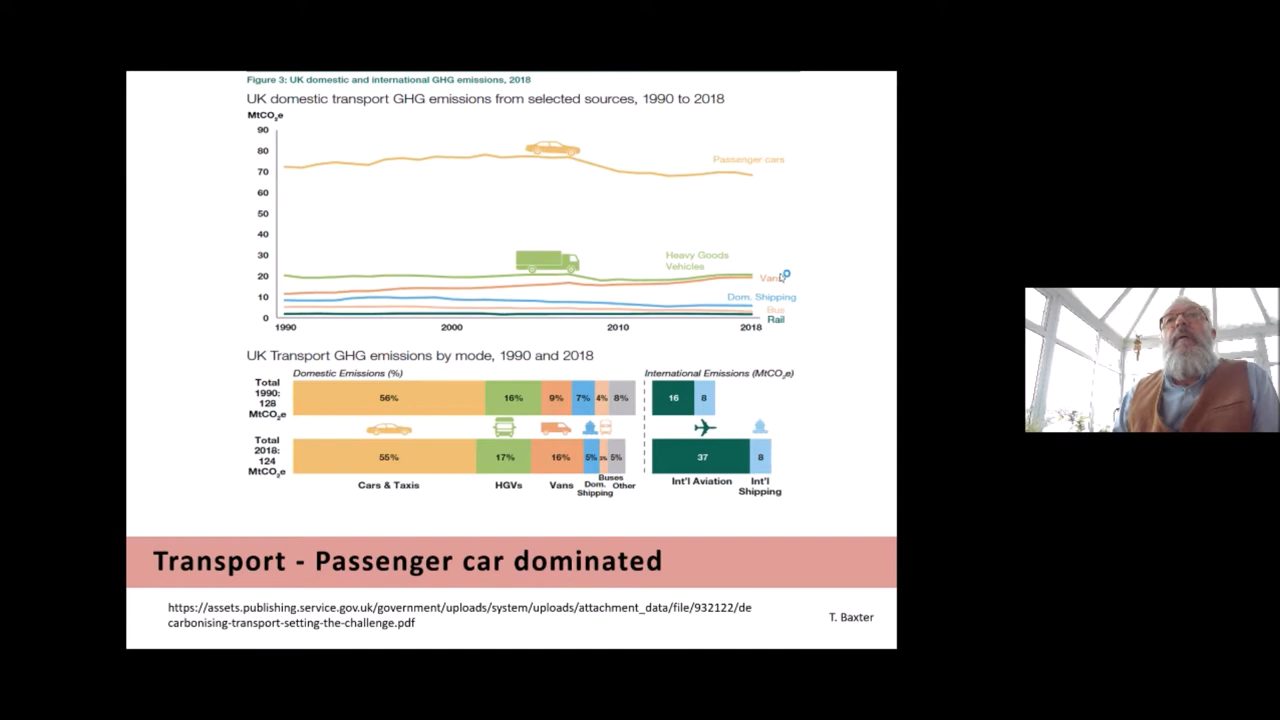 Figure 3: UK domestic and international GHG emissions, 2018
UK domestic transport GHG emissions from selected sources, 1990 to 2018
MtCO2e
90
80
70
60
50
40
30
20
10
0
Passenger cars
Heavy Goods
Vehicles
Dom. Shipping
Bus
Rail
1990
2000
2010
2018
UK Transport GHG emissions by mode, 1990 and 2018
Domestic Emissions (%)
International Emissions (MtCO2e)
Total
1990:
128
MtCO2e
56%
16%
9%
7%
4%
8%
16
8
Total
2018:
124
MtCO2e
55%
17%
16%
5%
3%
5%
37
8
Cars & Taxis
HGVs
Vans
Dom.
Shipping
Buses
Other
Int'l Aviation
Int'l
Shipping
Transport - Passenger car dominated
https://assets.publishing.service.gov.uk/government/uploads/system/uploads/attachment_data/file/932122/de
carbonising-transport-setting-the-challenge.pdf
T. Baxter